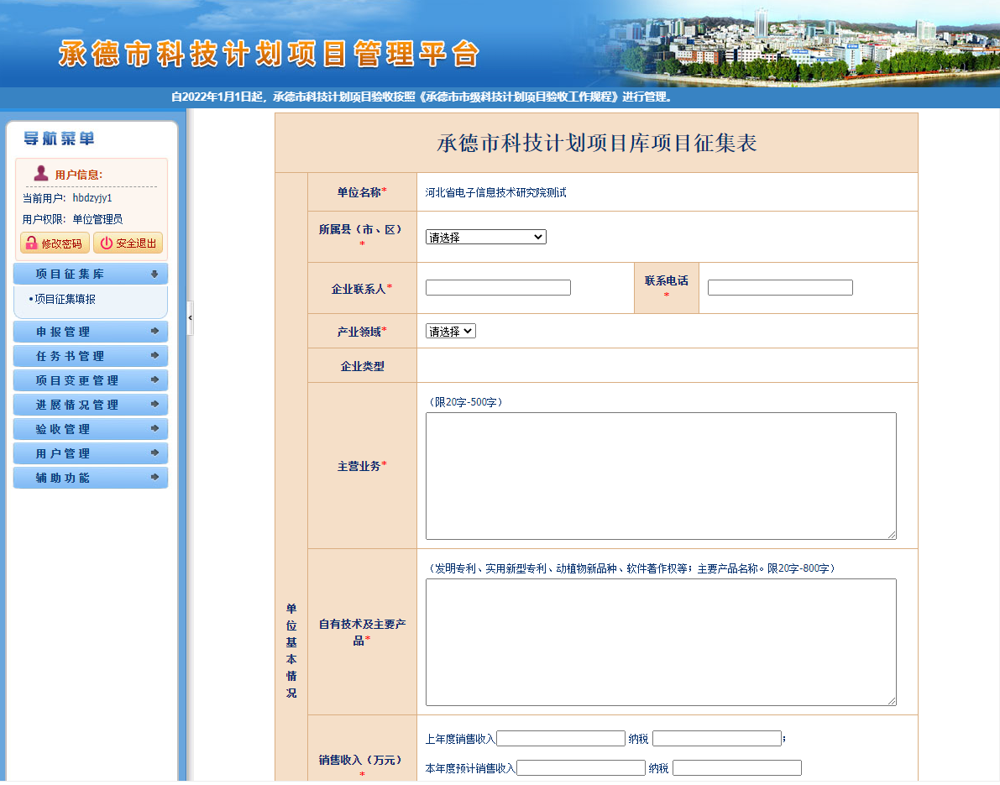 承德市科技计划项目管理平台
自2022年1月1日起，承德市科技计划项目验收按照《承德市市级科技计划项目验收工作规程》进行管理。
导航菜单
用户信息:
当前用户: hbdzyjy1
用户权限: 单位管理员
修改密码 安全退出
项目征集库
•项目征集填报
申报管理
任务书管理
项目变更管理
进展情况管理
验收管理
用户管理
辅助功能
承德市科技计划项目库项目征集表
单位基本情况
单位名称* 河北省电子信息技术研究院测试
所属县（市、区）
* 请选择
企业联系人* 联系电话
*
产业领域* 请选择
企业类型
（限20字-500字）
主营业务*
（发明专利、实用新型专利、动植物新品种、软件著作权等；主要产品名称。限20字-800字）
自有技术及主要产
品*
销售收入（万元）
*
上年度销售收入 纳税 ;
本年度预计销售收入 纳税